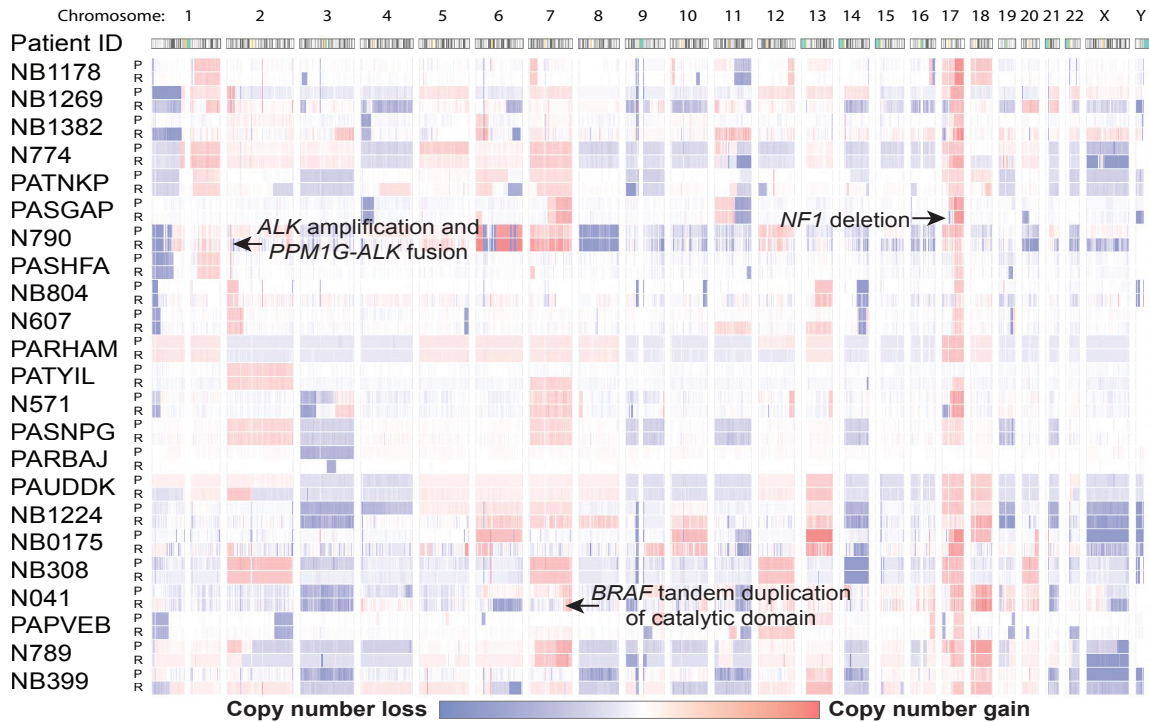 Chromosome: 1 2 3 4 5 6 7 8 9 10 11 12 13 14 15 16 17 18 19 20 21 22 X Y
Patient ID
NB1178 P
R
NB1269 P
R
NB1382 P
R
N774 P
R
PATNKP P
R
PASGAP P
R
NF1 deletion
N790 P
R
ALK amplification and
PPM1G-ALK fusion
PASHFA P
R
NB804 P
R
N607 P
R
PARHAM P
R
PATYIL P
R
N571 P
R
PASNPG P
R
PARBAJ P
R
PAUDDK P
R
NB1224 P
R
NB0175 P
R
NB308 P
R
N041 P
R
BRAF tandem duplication
of catalytic domain
PAPVEB P
R
N789 P
R
NB399 P
R
Copy number loss Copy number gain